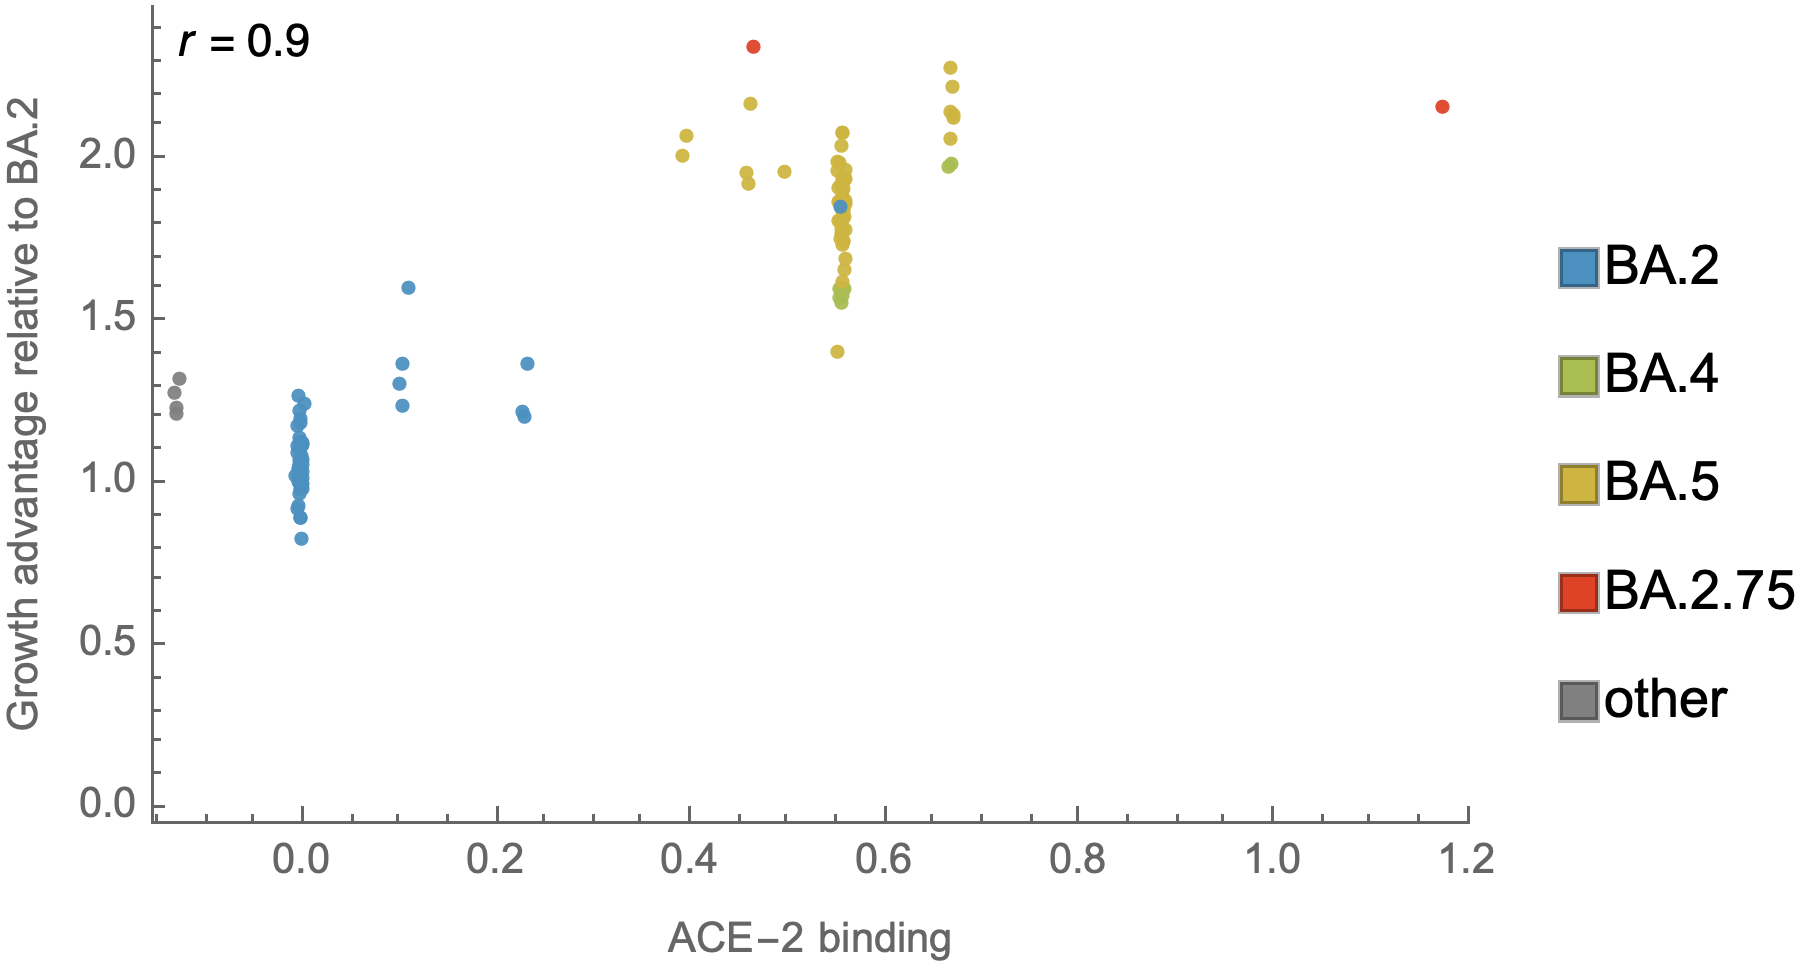 r = 0.9
Growth advantage relative to BA.2
2.0
1.5
1.0
0.5
0.0
0.0 0.2 0.4 0.6 0.8 1.0 1.2
ACE−2 binding
BA.2
BA.4
BA.5
BA.2.75
other